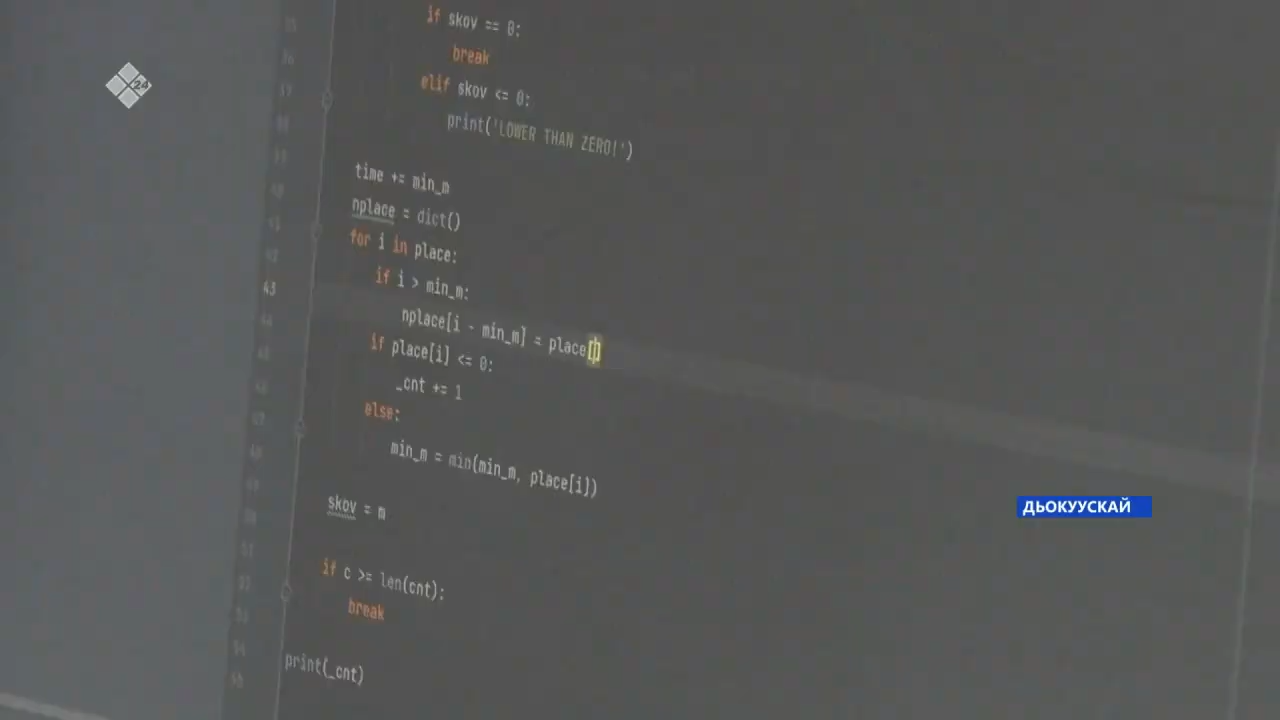 if skov == 0:
break
elif skov <= 0:
print('LOWER THAN ZERO!')
24
time += min_m
nplace = dict()
for i in place:
if i > min_m:
43
nplace[i - min_m] = place[]
if place[i] <= 0:
_cnt += 1
else:
min_m = min(min_m, place[i])
skov = m
ДЬОКУУСКАЙ
if c >= len(cnt):
break
print(_cnt)